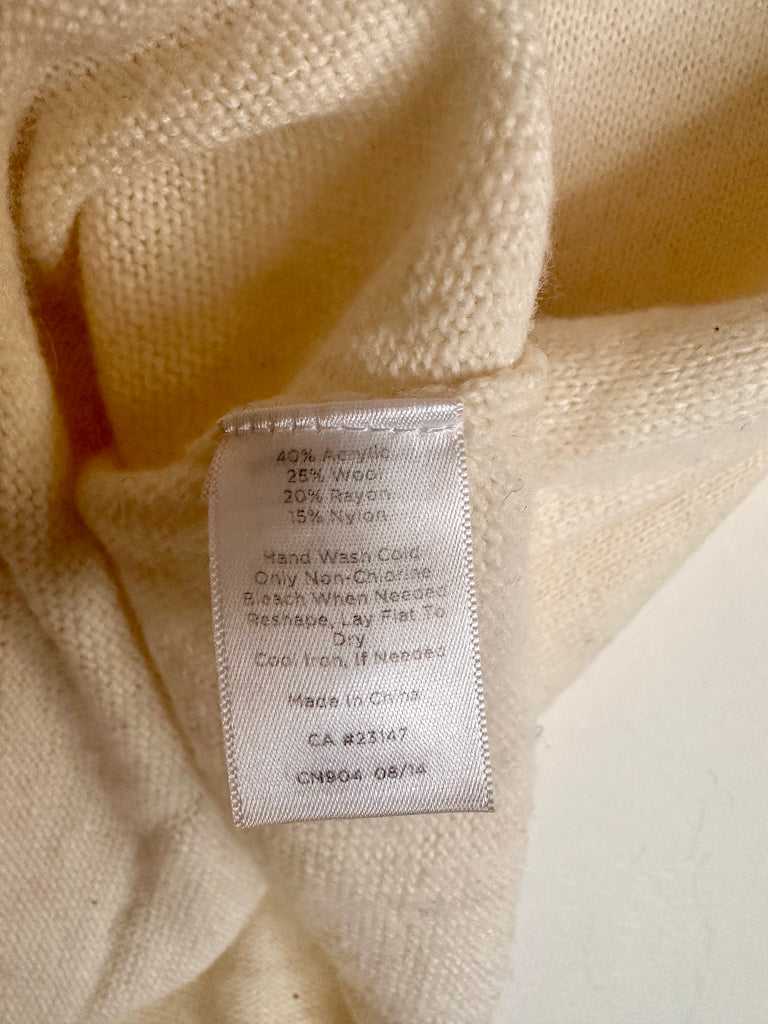 40% Acrylic
25% Wool
20% Rayon
15% Nylon
Hand Wash Cold
Only Non-Chlorine
Bleach When Needed
Reshape, Lay Flat To
Dry
Cool Iron, If Needed
Made In China
CA #23147
CN904 08/14